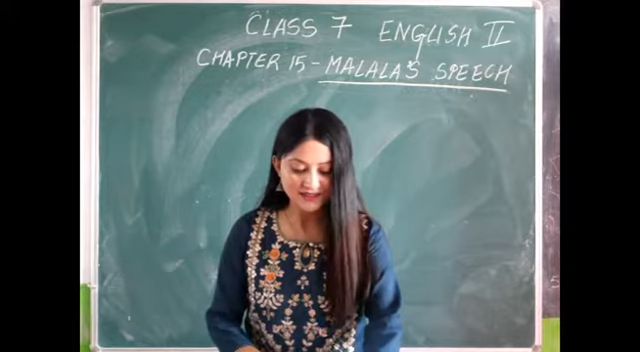 CLASS 7 ENGLISH II
CHAPTER 15 - MALALA'S SPEECH